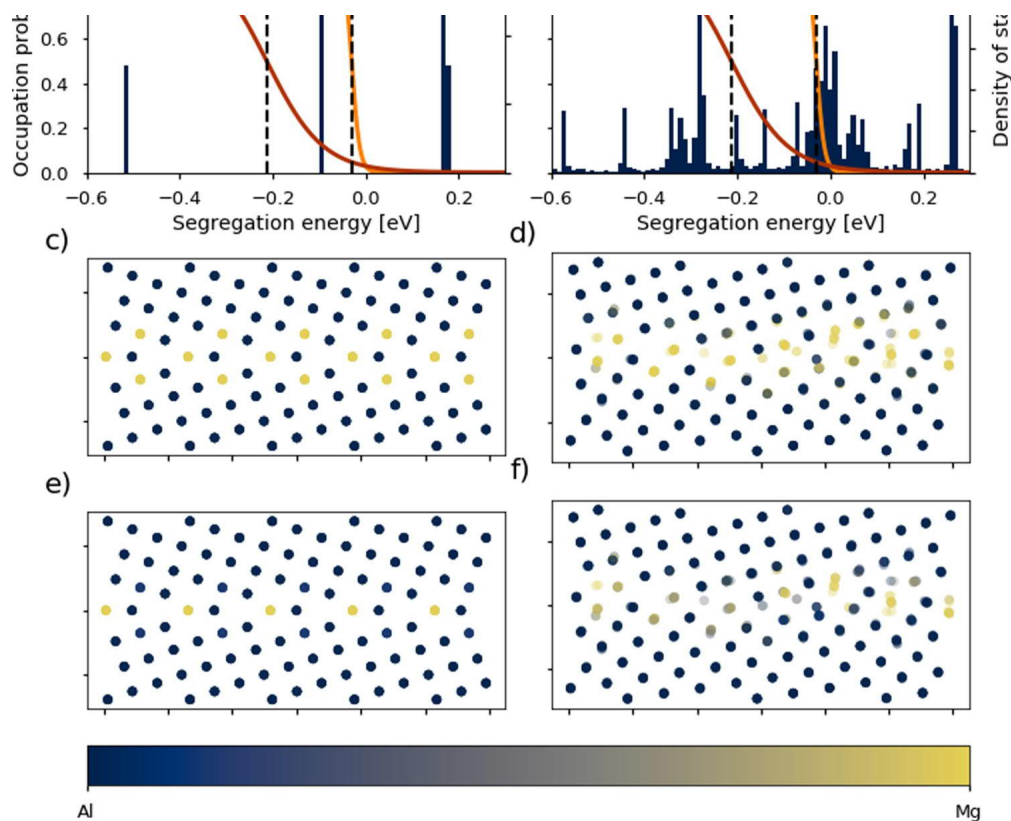 Occupation prob
0.6
0.4
0.2
0.0
−0.6 −0.4 −0.2 0.0 0.2
Segregation energy [eV]
−0.6 −0.4 −0.2 0.0 0.2
Segregation energy [eV]
Density of sta
c)
d)
e)
f)
Al
Mg